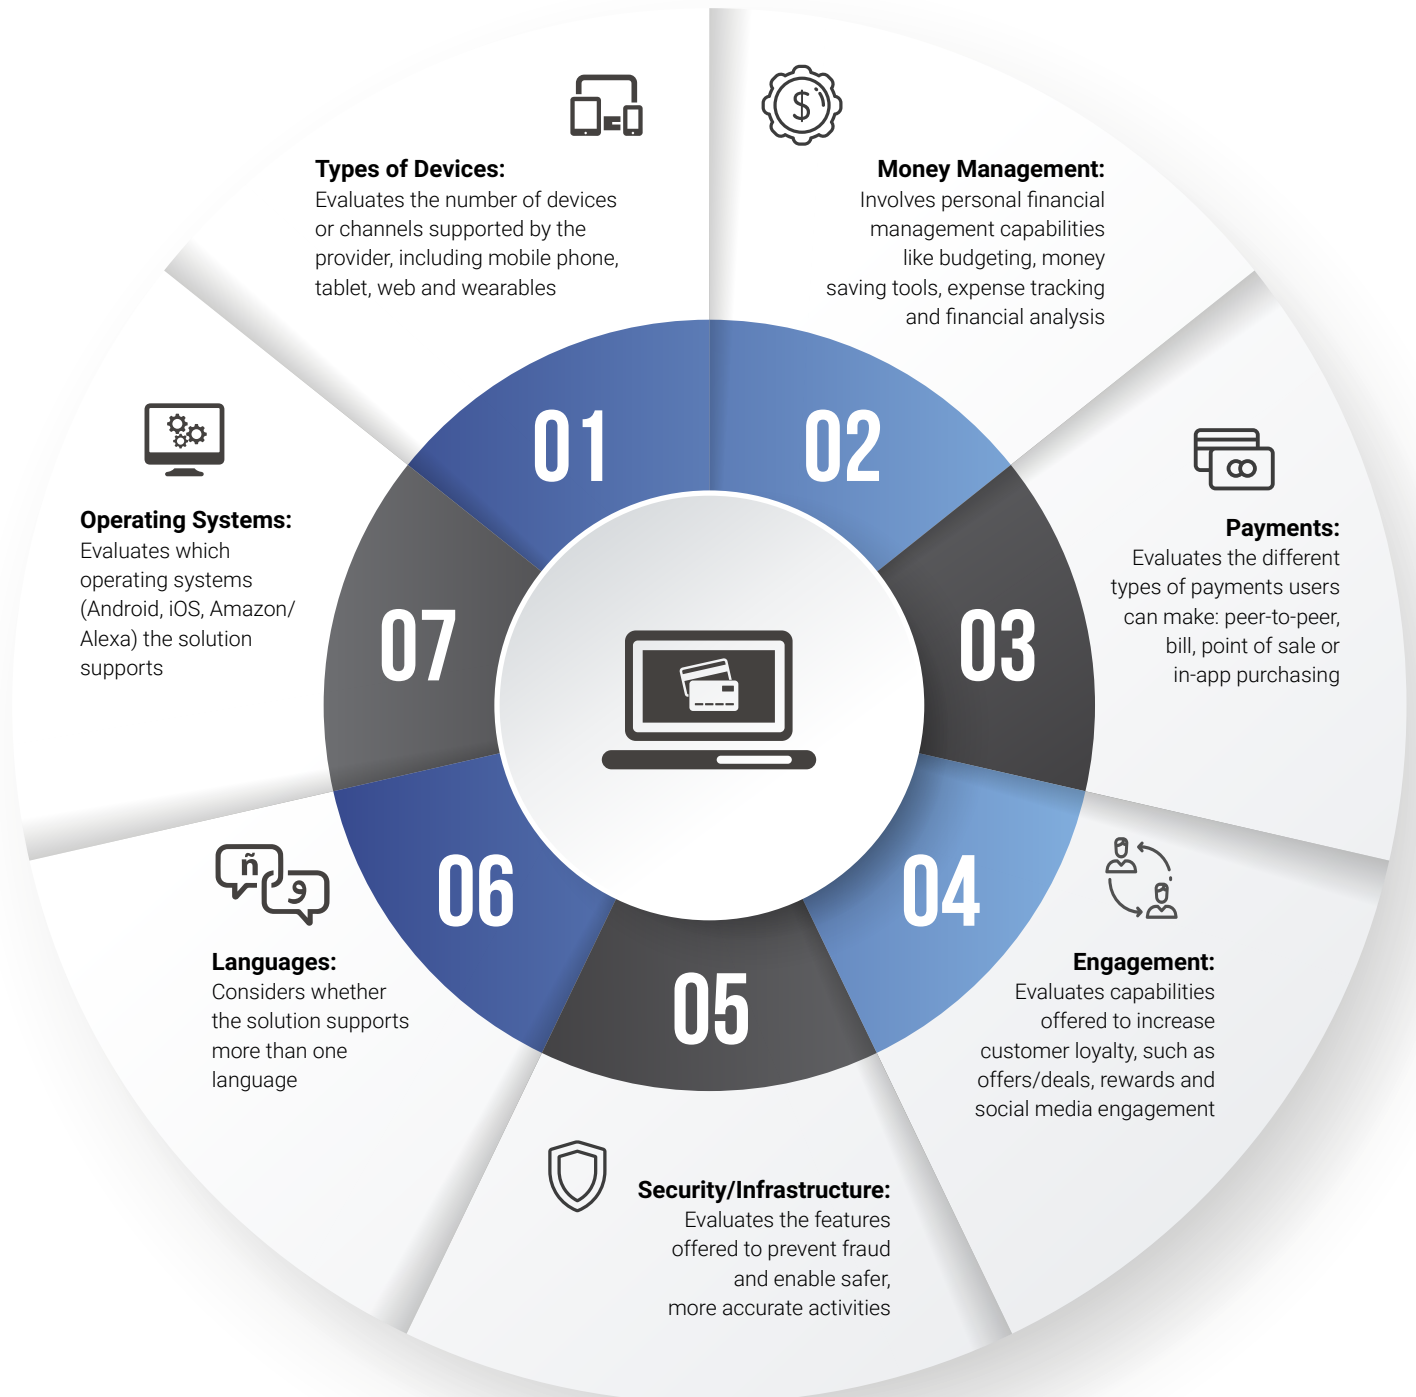 Types of Devices:
Evaluates the number of devices
or channels supported by the
provider, including mobile phone,
tablet, web and wearables
01
$
Money Management:
Involves personal financial
management capabilities
like budgeting, money
saving tools, expense tracking
and financial analysis
02
Payments:
Evaluates the different
types of payments users
can make: peer-to-peer,
bill, point of sale or
in-app purchasing
03
Engagement:
Evaluates capabilities
offered to increase
customer loyalty, such as
offers/deals, rewards and
social media engagement
04
Security/Infrastructure:
Evaluates the features
offered to prevent fraud
and enable safer,
more accurate activities
05
ñ
و
Languages:
Considers whether
the solution supports
more than one
language
06
Operating Systems:
Evaluates which
operating systems
(Android, iOS, Amazon/
Alexa) the solution
supports
07